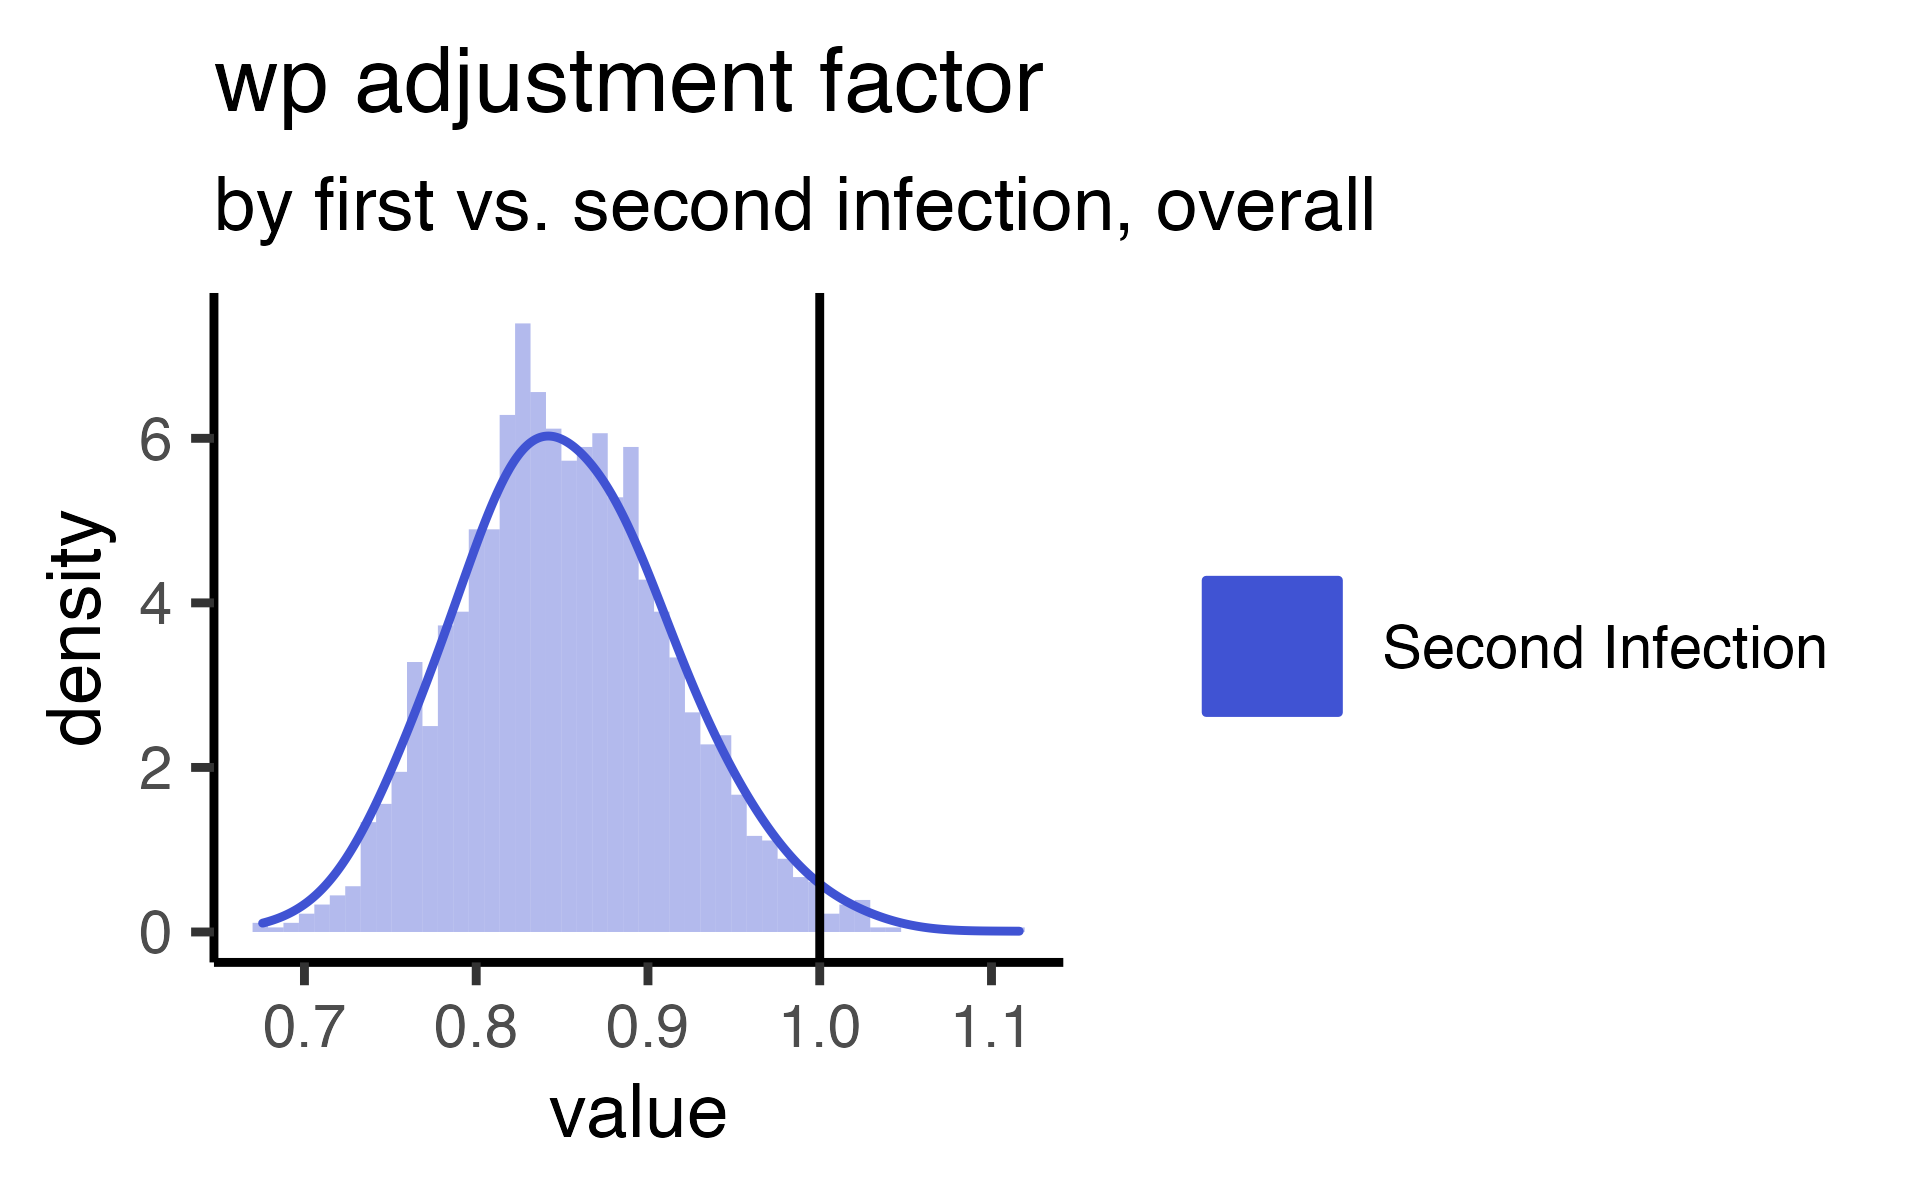 wp adjustment factor
by first vs. second infection, overall
density
6
4
2
0
0.7 0.8 0.9 1.0 1.1
value
Second Infection